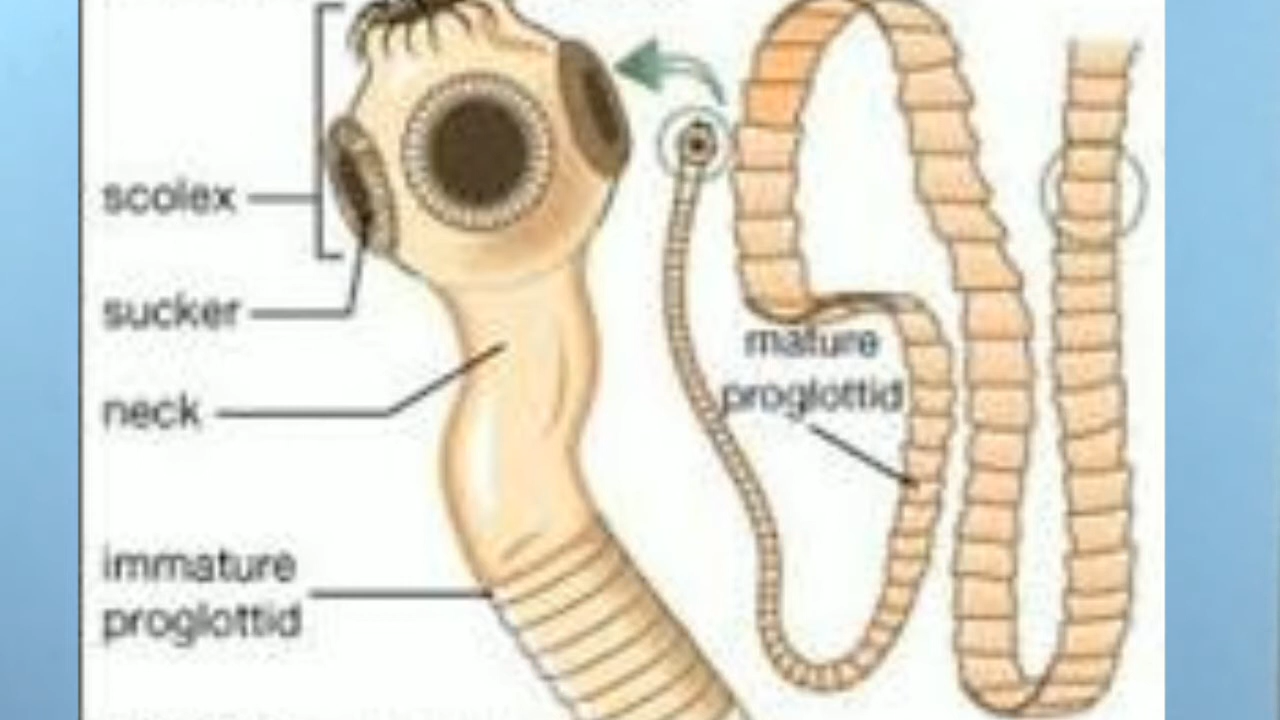 scolex
sucker
neck
immature
proglottid
mature
proglottid